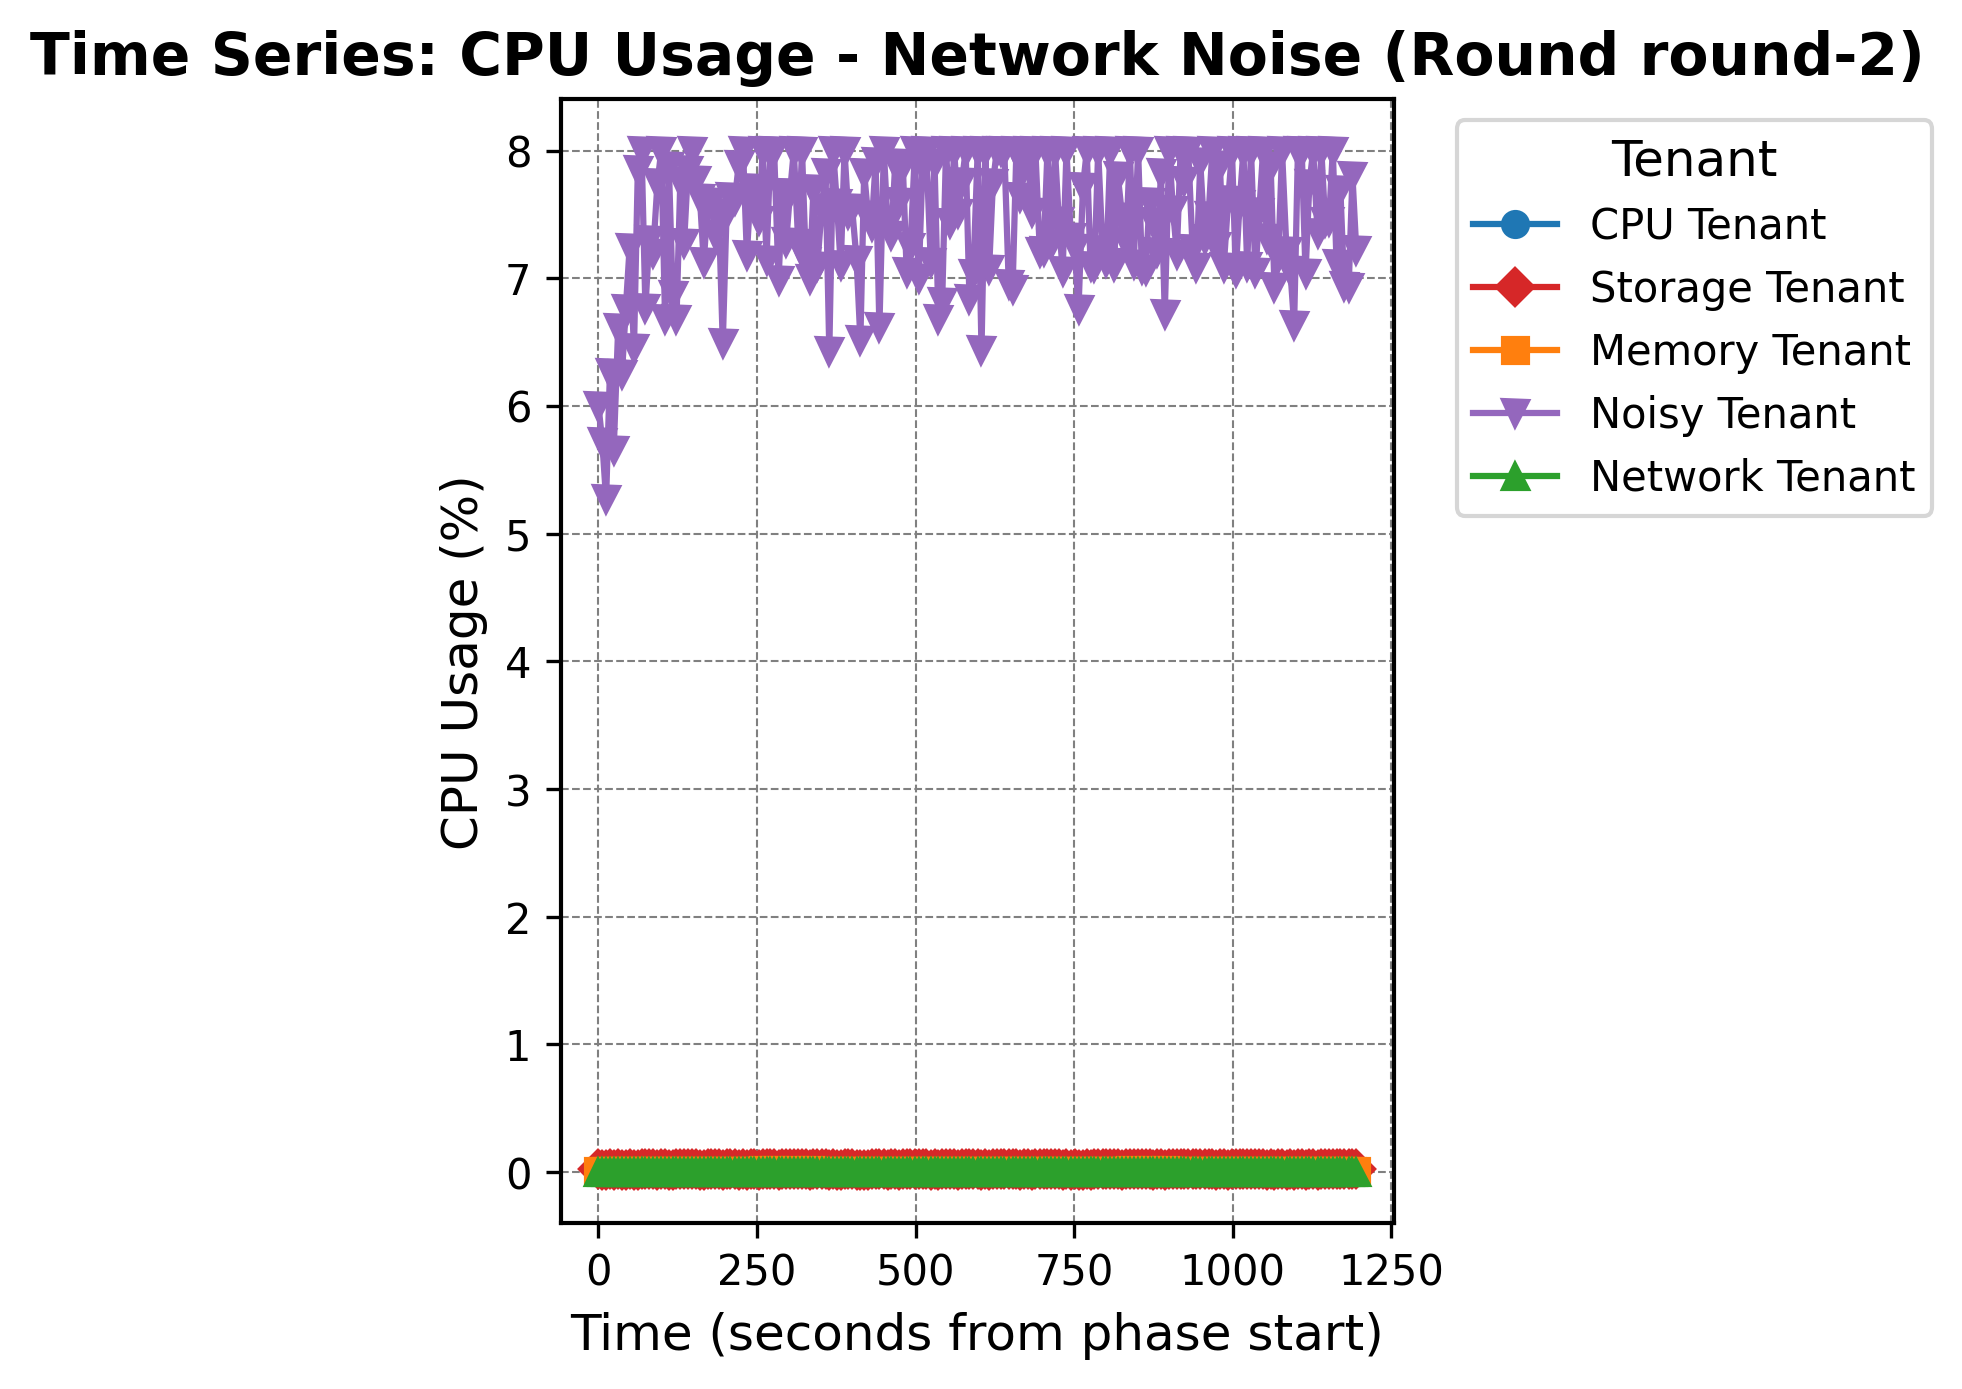 Time Series: CPU Usage - Network Noise (Round round-2)
CPU Usage (%)
8
7
6
5
4
3
2
1
0
0 250 500 750 1000 1250
Time (seconds from phase start)
Tenant
CPU Tenant
Storage Tenant
Memory Tenant
Noisy Tenant
Network Tenant